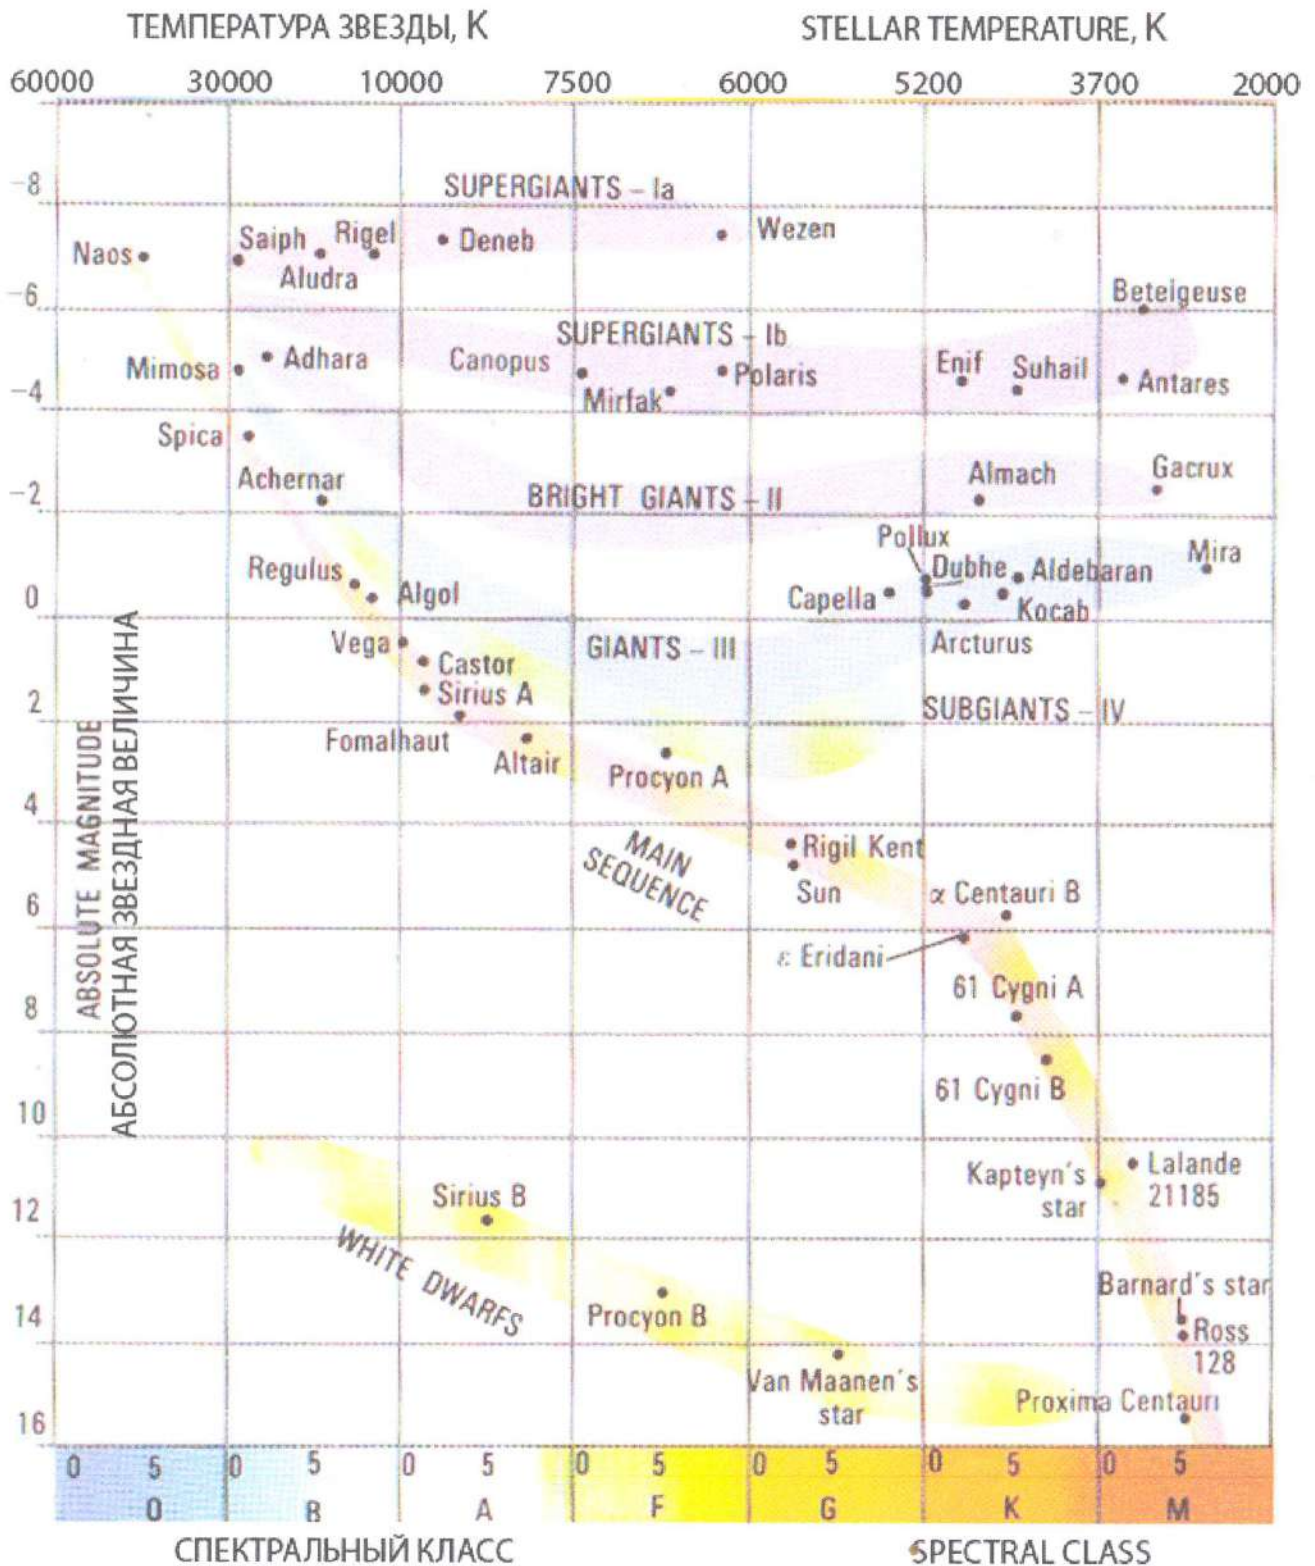 ТЕМПЕРАТУРА ЗВЕЗДЫ, K STELLAR TEMPERATURE, K
60000 30000 10000 7500 6000 5200 3700 2000
-8
SUPERGIANTS - Ia
Naos
Saiph
Rigel
Aludra
Deneb
Wezen
-6
Beteigeuse
SUPERGIANTS - Ib
Mimosa
Adhara
Canopus
Mirfak
Polaris
Enif
Suhail
Antares
-4
Spica
Achernar
Almach
Gacrux
-2
BRIGHT GIANTS - II
Pollux
Dubhe
Aldebaran
Mira
Regulus
Algol
Capella
Kocab
0
Vega
GIANTS - III
Arcturus
Castor
Sirius A
2
SUBGIANTS - IV
Fomalhaut
Altair
Procyon A
4
MAIN
SEQUENCE
Rigil Kent
Sun
α Centauri B
6
ε Eridani
61 Cygni A
8
61 Cygni B
10
ABSOLUTE MAGNITUDE
АБСОЛЮТНАЯ ЗВЕЗДНАЯ ВЕЛИЧИНА
Kapteyn's
star
Lalande
21185
Sirius B
12
WHITE DWARFS
Procyon B
Barnard's star
14
Ross
128
Van Maanen's
star
Proxima Centauri
16
0 5 0 5 0 5 0 5 0 5 0 5 0 5
O B A F G K M
СПЕКТРАЛЬНЫЙ КЛАСС SPECTRAL CLASS